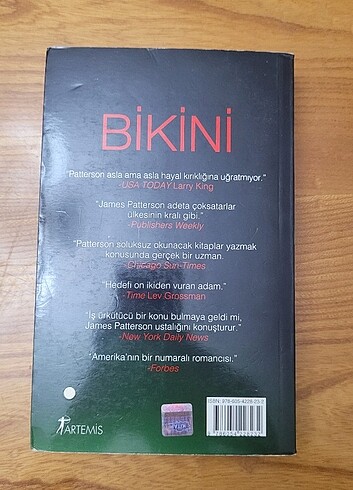 BİKİNİ
"Patterson asla ama asla hayal kırıklığına uğratmıyor."
-USA TODAY Larry King
"James Patterson adeta çoksatarlar
ülkesinin kralı gibi."
-Publishers Weekly
"Patterson soluksuz okunacak kitaplar yazmak
konusunda gerçek bir uzman.
-Chicago Sun-Times
"Hedefi on ikiden vuran adam."
-Time Lev Grossman
"İş ürkütücü bir konu bulmaya geldi mi,
James Patterson ustalığını konuşturur."
-New York Daily News
"Amerika'nın bir numaralı romancısı."
-Forbes
ARTEMİS